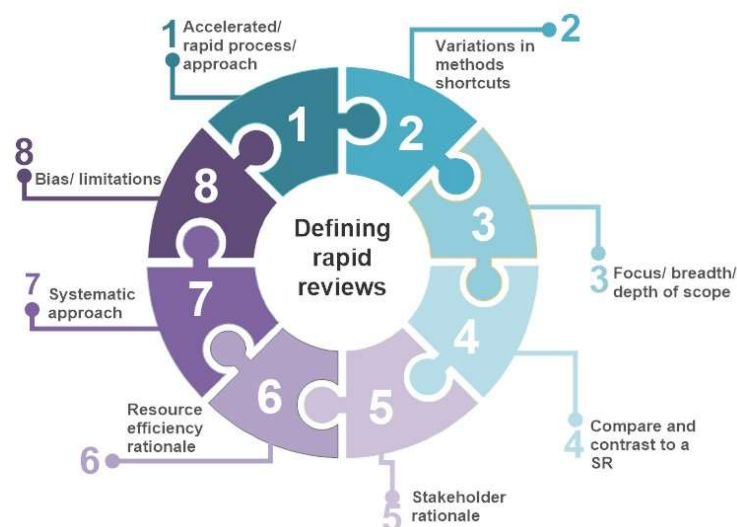 1
Accelerated/
rapid process/
approach
2
Variations in
methods
shortcuts
3
Focus/ breadth/
depth of scope
4
Compare and
contrast to a
SR
5
Stakeholder
rationale
6
Resource
efficiency
rationale
7
Systematic
approach
8
Bias/ limitations
1
2
3
4
5
6
7
8
Defining
rapid
reviews